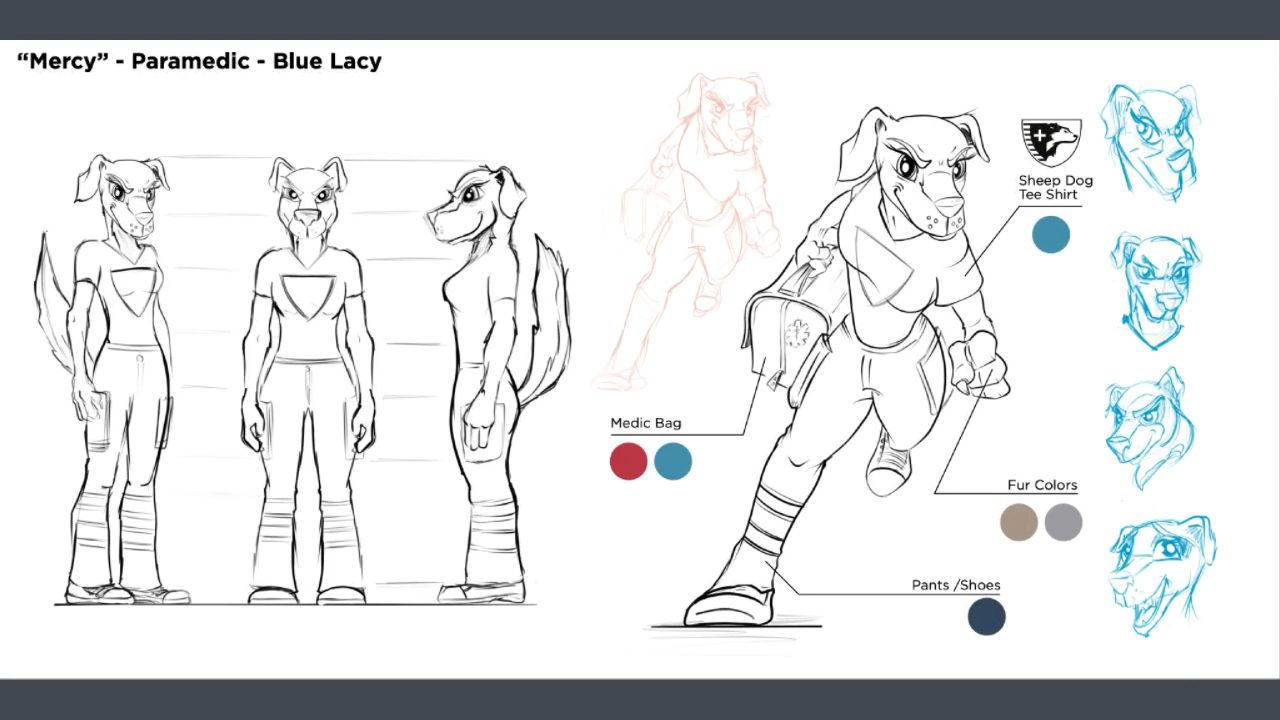 “Mercy” - Paramedic - Blue Lacy
Sheep Dog
Tee Shirt
Medic Bag
Fur Colors
Pants /Shoes